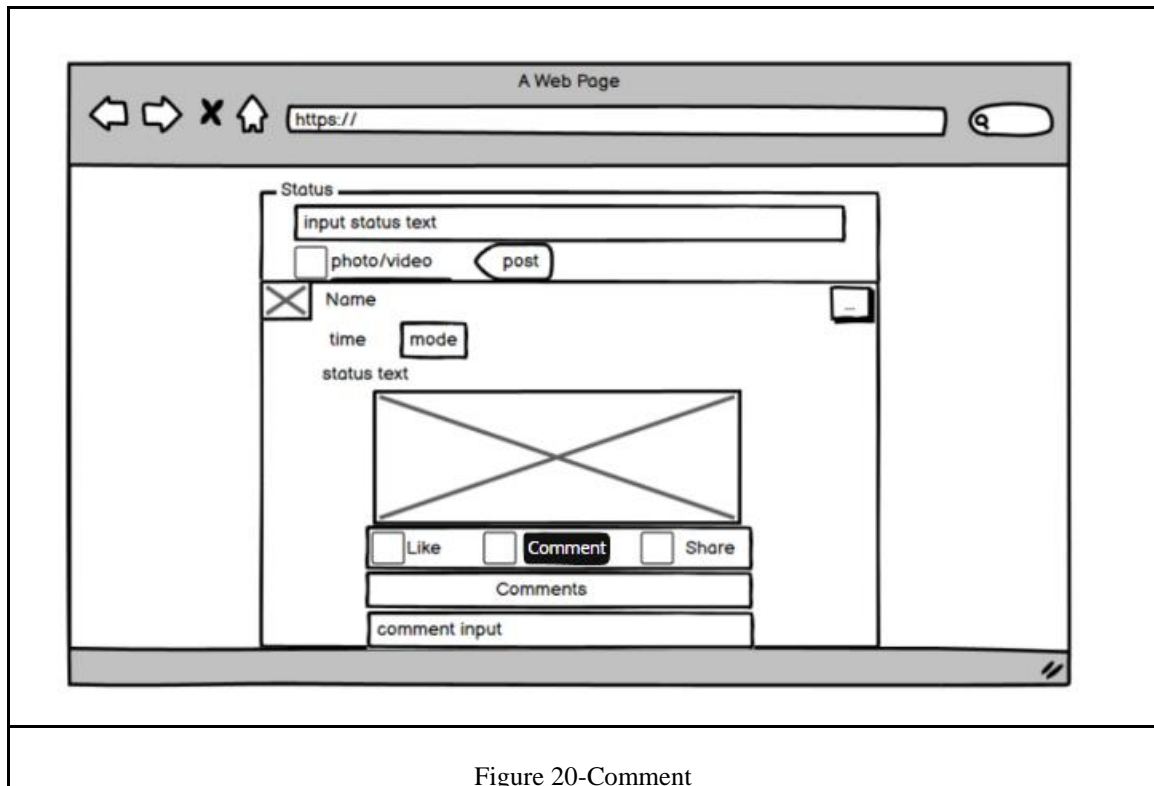 A Web Page
https://
Status
input status text
photo/video post
Name
...
time mode
status text
Like Comment Share
Comments
comment input
Figure 20-Comment